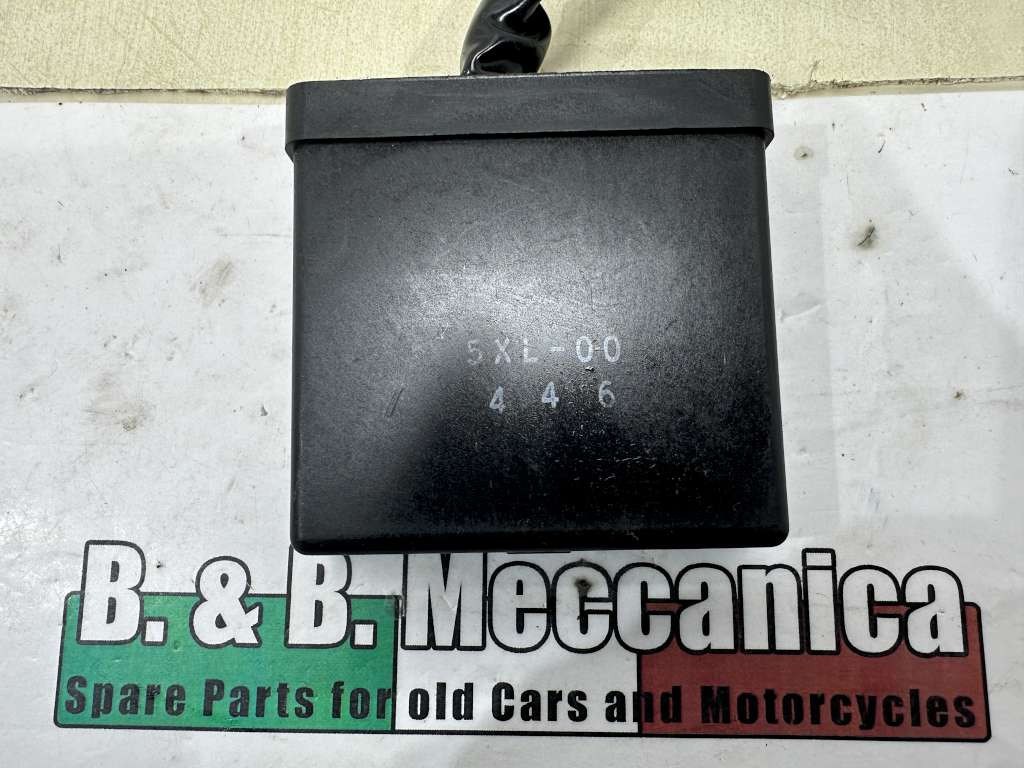 5XL-00
4 4 6
B. & B. Meccanica
Spare Parts for old Cars and Motorcycles